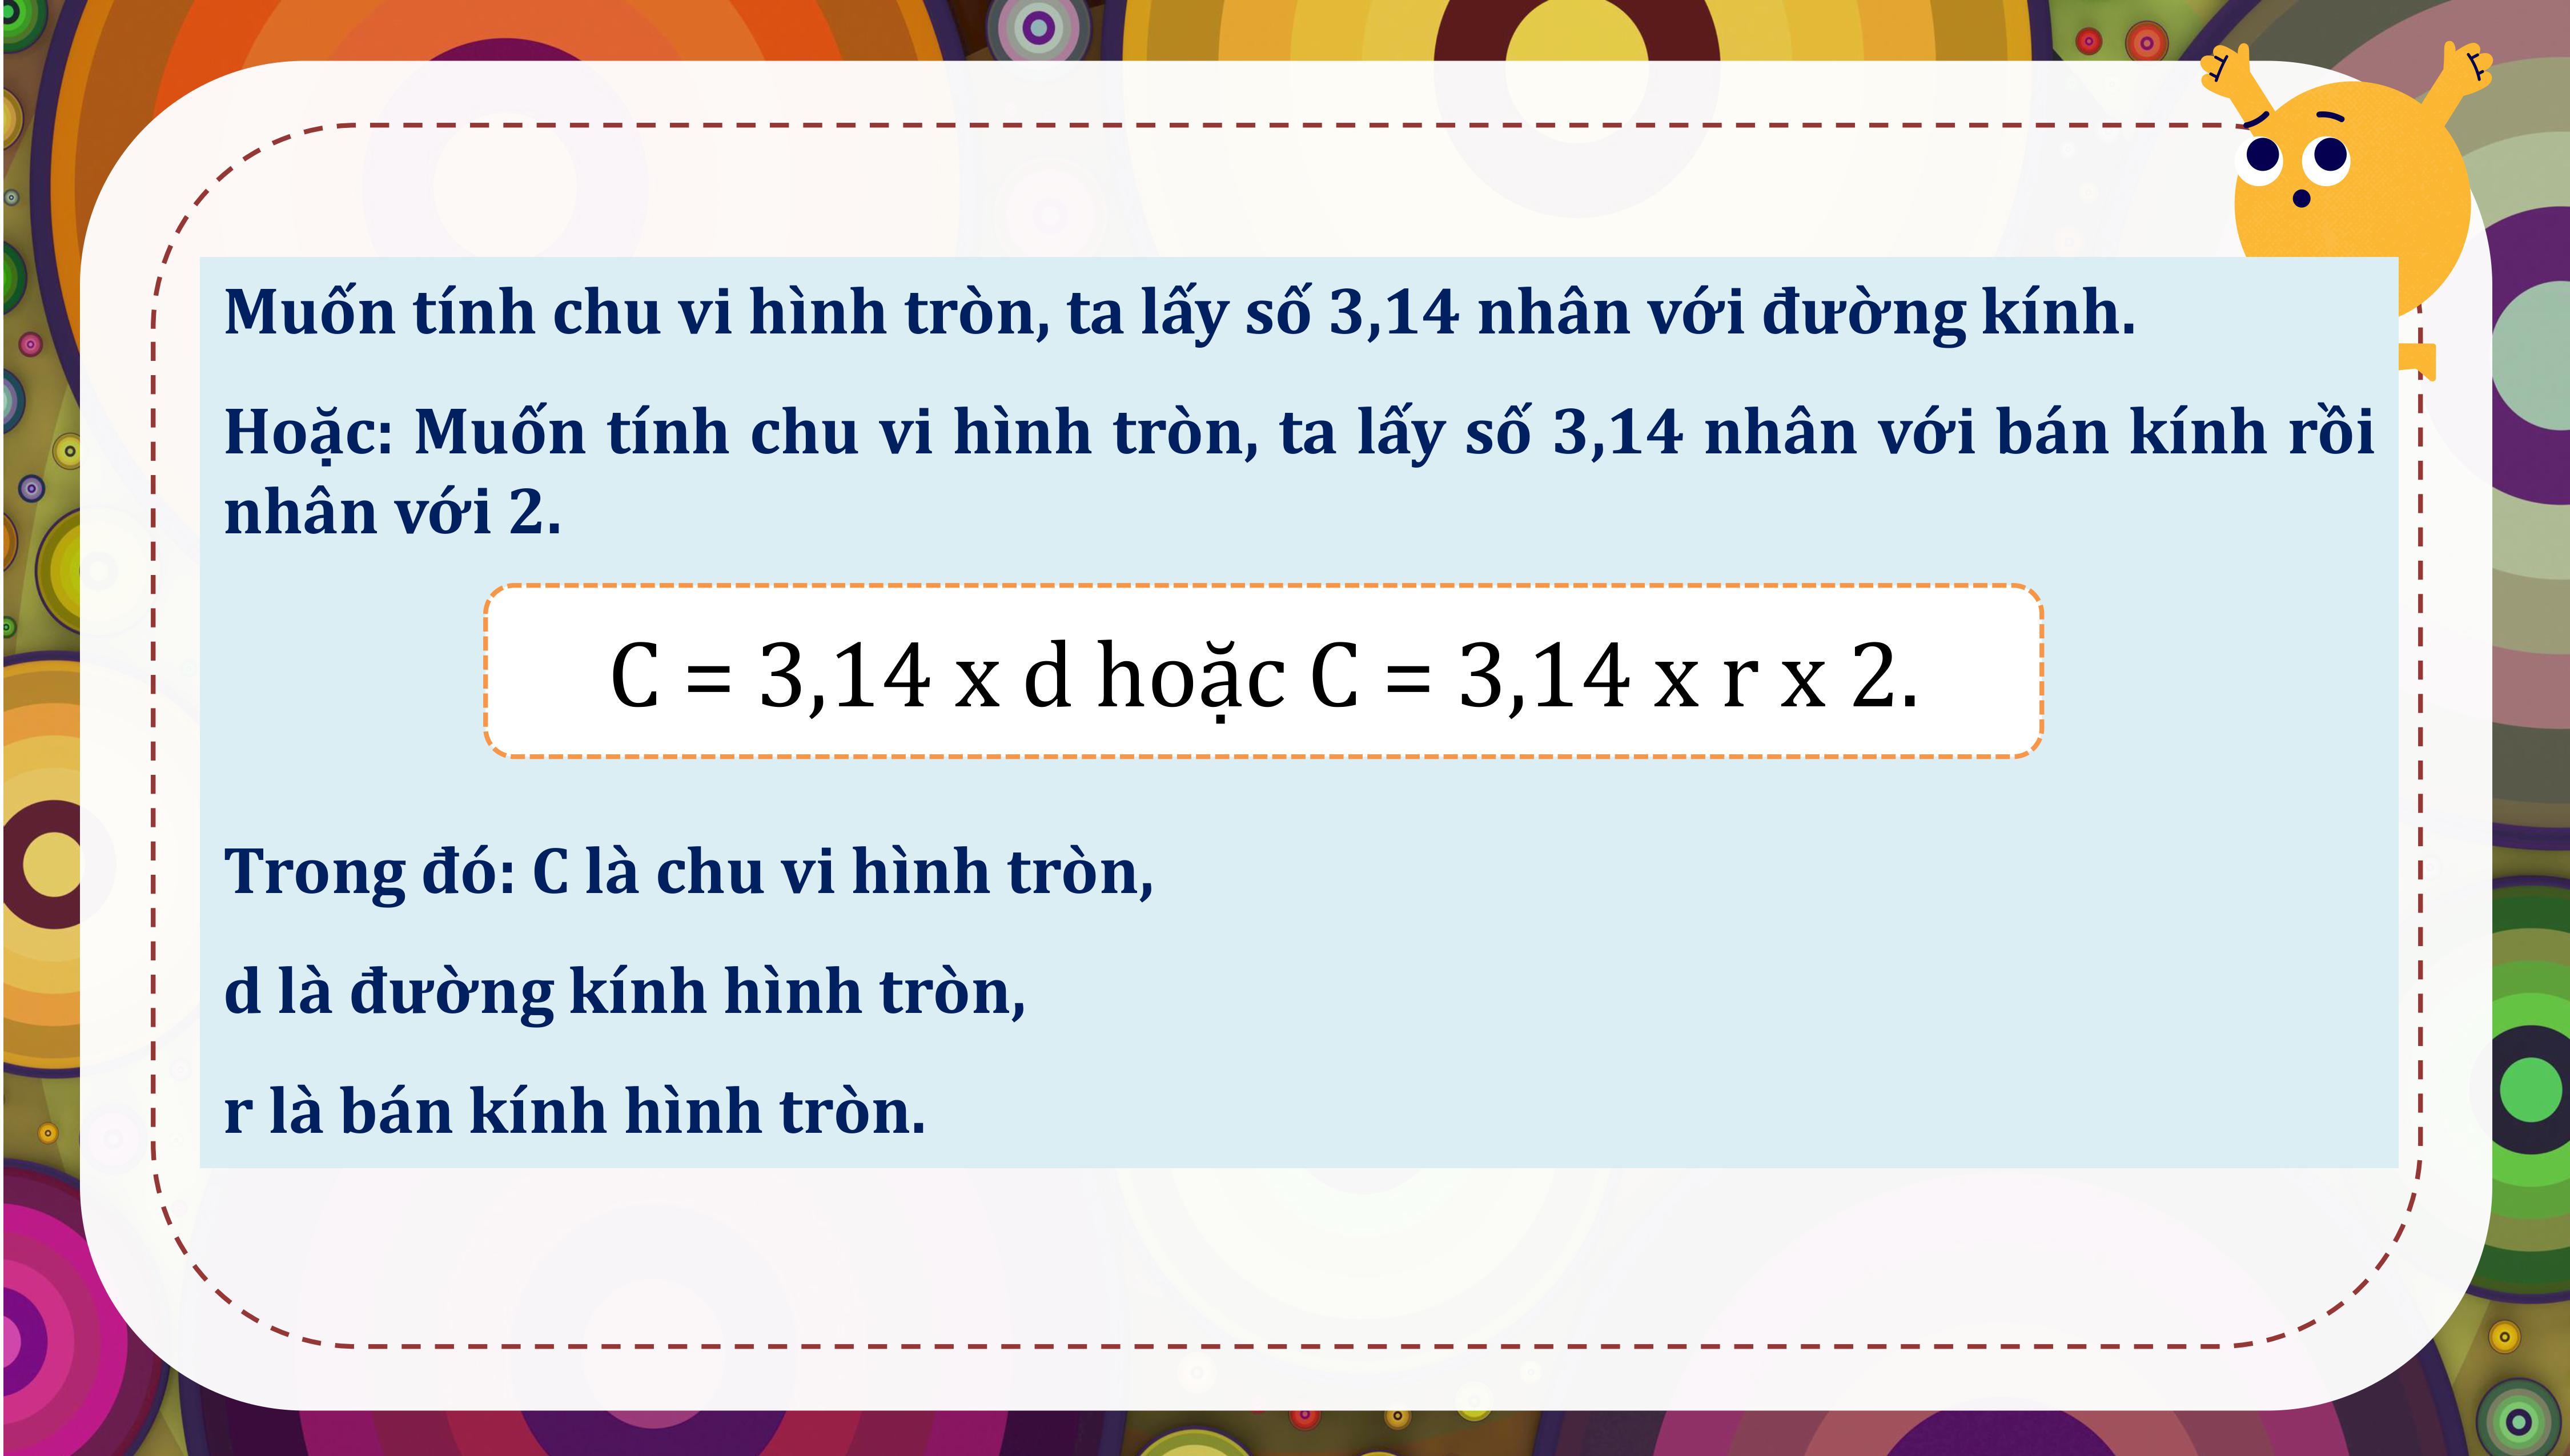 Muốn tính chu vi hình tròn, ta lấy số 3,14 nhân với đường kính.
Hoặc: Muốn tính chu vi hình tròn, ta lấy số 3,14 nhân với bán kính rồi
nhân với 2.
C = 3,14 x d hoặc C = 3,14 x r x 2.
Trong đó: C là chu vi hình tròn,
d là đường kính hình tròn,
r là bán kính hình tròn.